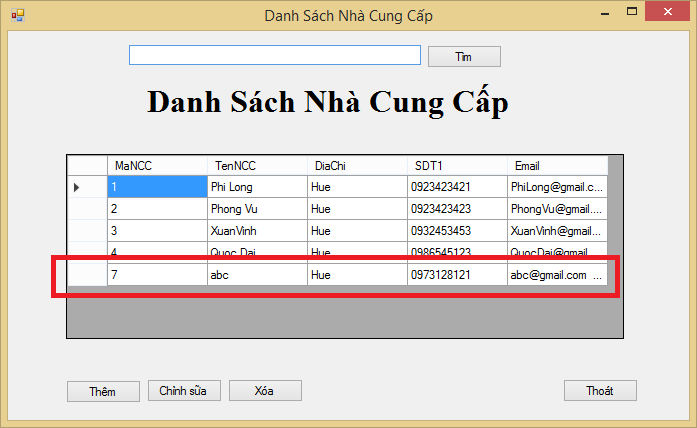 Danh Sách Nhà Cung Cấp
Tìm
Danh Sách Nhà Cung Cấp
MaNCC TenNCC DiaChi SDT1 Email
1 Phi Long Hue 0923423421 PhiLong@gmail.c...
2 Phong Vu Hue 0923423423 PhongVu@gmail....
3 XuanVinh Hue 0932453453 XuanVinh@gmail...
4 Quoc Dai Hue 0986545123 QuocDai@gmail...
7 abc Hue 0973128121 abc@gmail.com ...
Thêm Chỉnh sữa Xóa Thoát